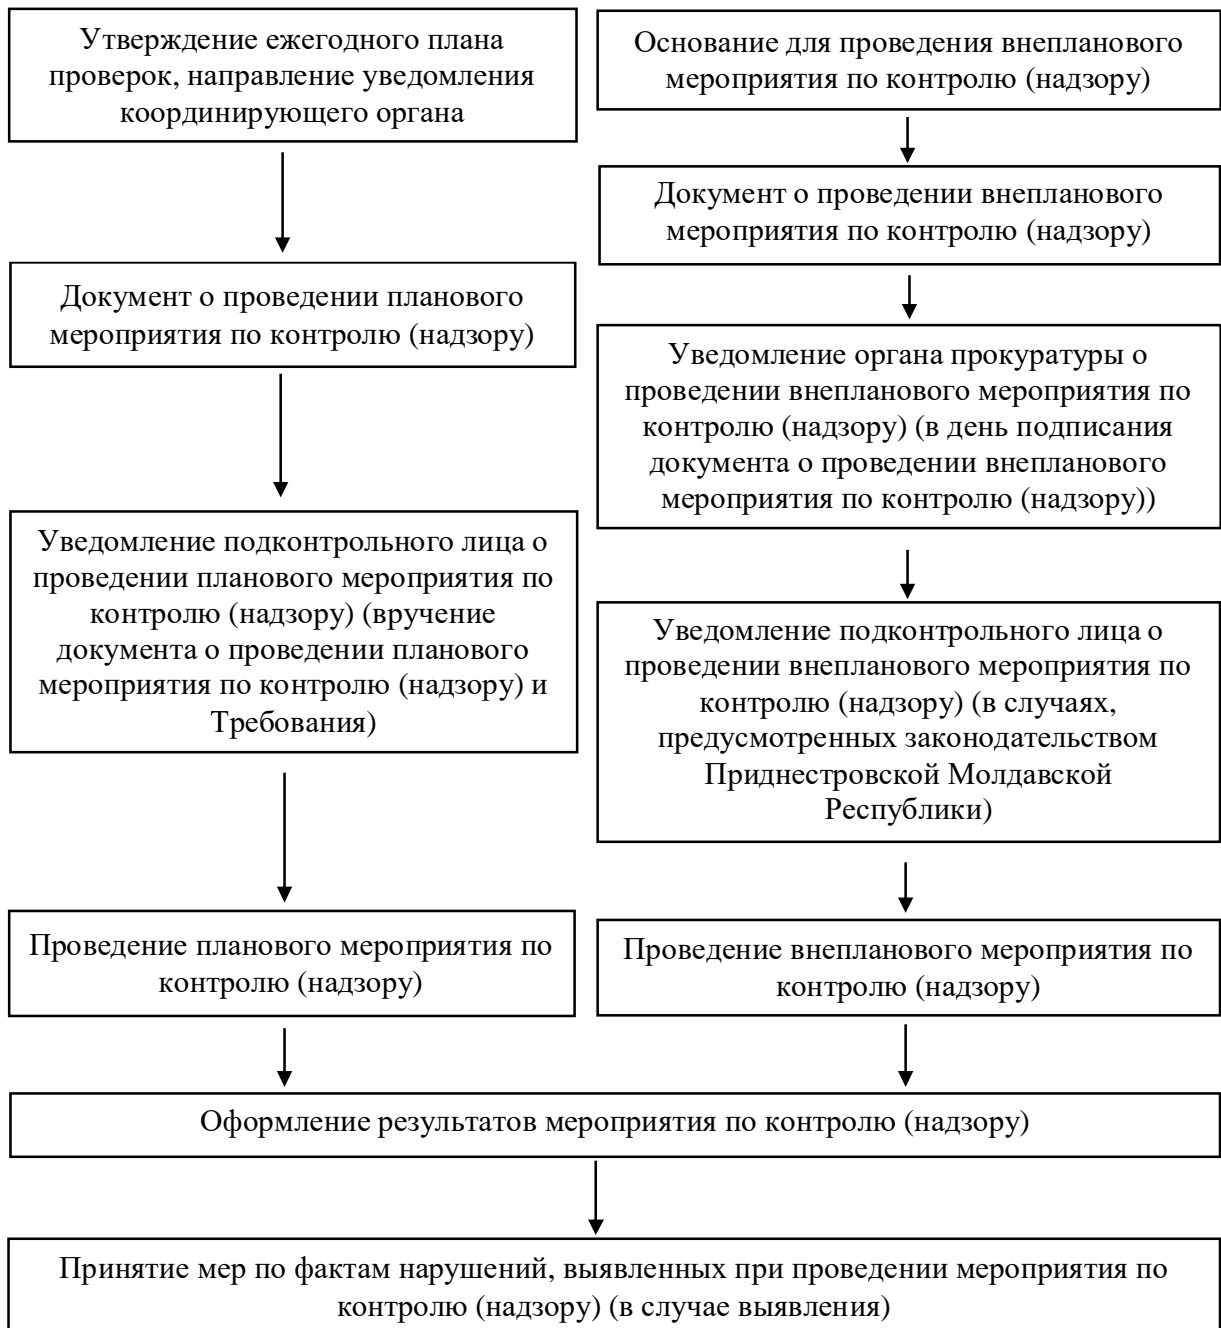 Утверждение ежегодного плана
проверок, направление уведомления
координирующего органа
Документ о проведении планового
мероприятия по контролю (надзору)
Уведомление подконтрольного лица о
проведении планового мероприятия по
контролю (надзору) (вручение
документа о проведении планового
мероприятия по контролю (надзору) и
Требования)
Проведение планового мероприятия по
контролю (надзору)
Основание для проведения внепланового
мероприятия по контролю (надзору)
Документ о проведении внепланового
мероприятия по контролю (надзору)
Уведомление органа прокуратуры о
проведении внепланового мероприятия по
контролю (надзору) (в день подписания
документа о проведении внепланового
мероприятия по контролю (надзору))
Уведомление подконтрольного лица о
проведении внепланового мероприятия по
контролю (надзору) (в случаях,
предусмотренных законодательством
Приднестровской Молдавской
Республики)
Проведение внепланового мероприятия по
контролю (надзору)
Оформление результатов мероприятия по контролю (надзору)
Принятие мер по фактам нарушений, выявленных при проведении мероприятия по
контролю (надзору) (в случае выявления)